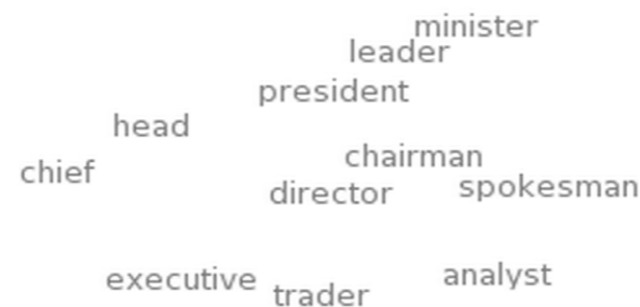 minister
leader
president
head
chairman
chief
director
spokesman
analyst
executive
trader